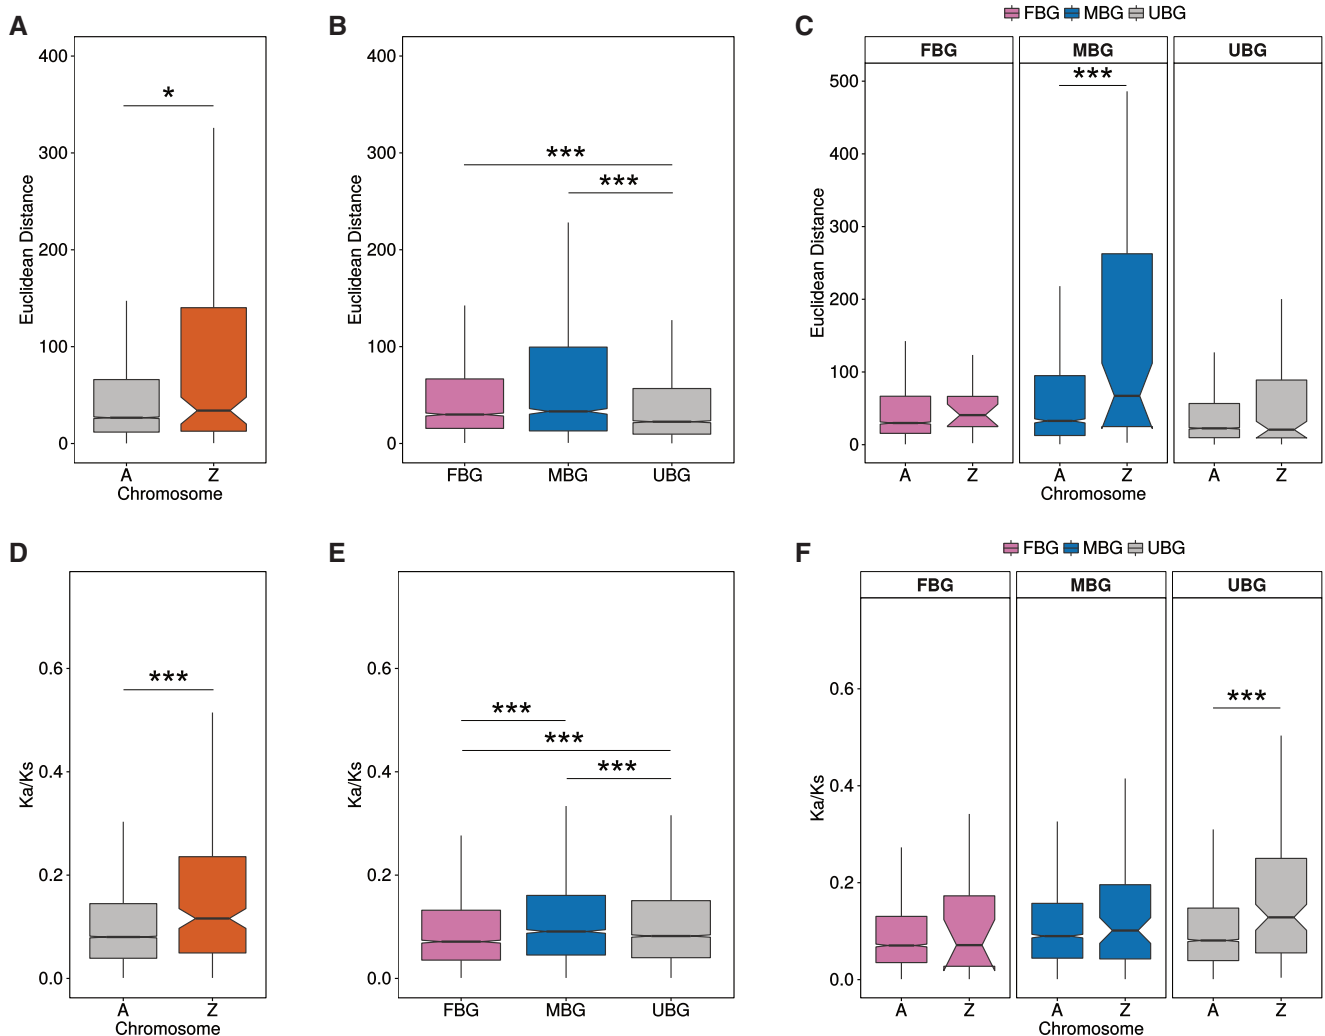 A
400
300
200
100
0
Euclidean Distance
*
A Z
Chromosome
B
400
300
200
100
0
Euclidean Distance
***
***
FBG MBG UBG
C
FBG MBG UBG
FBG MBG UBG
500
400
300
200
100
0
Euclidean Distance
***
A Z A Z A Z
Chromosome
D
0.6
0.4
0.2
0.0
Ka/Ks
***
A Z
Chromosome
E
0.6
0.4
0.2
0.0
Ka/Ks
***
***
***
FBG MBG UBG
F
FBG MBG UBG
FBG MBG UBG
0.6
0.4
0.2
0.0
Ka/Ks
***
A Z A Z A Z
Chromosome